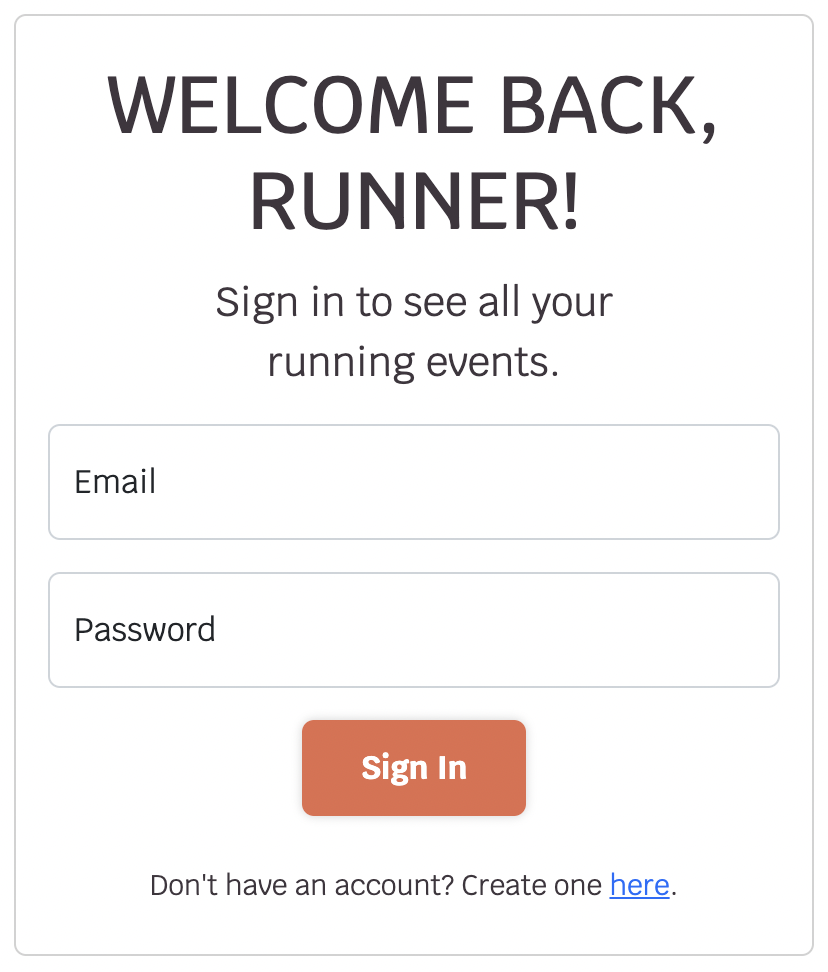 WELCOME BACK,
RUNNER!
Sign in to see all your
running events.
Email
Password
Sign In
Don't have an account? Create one here.